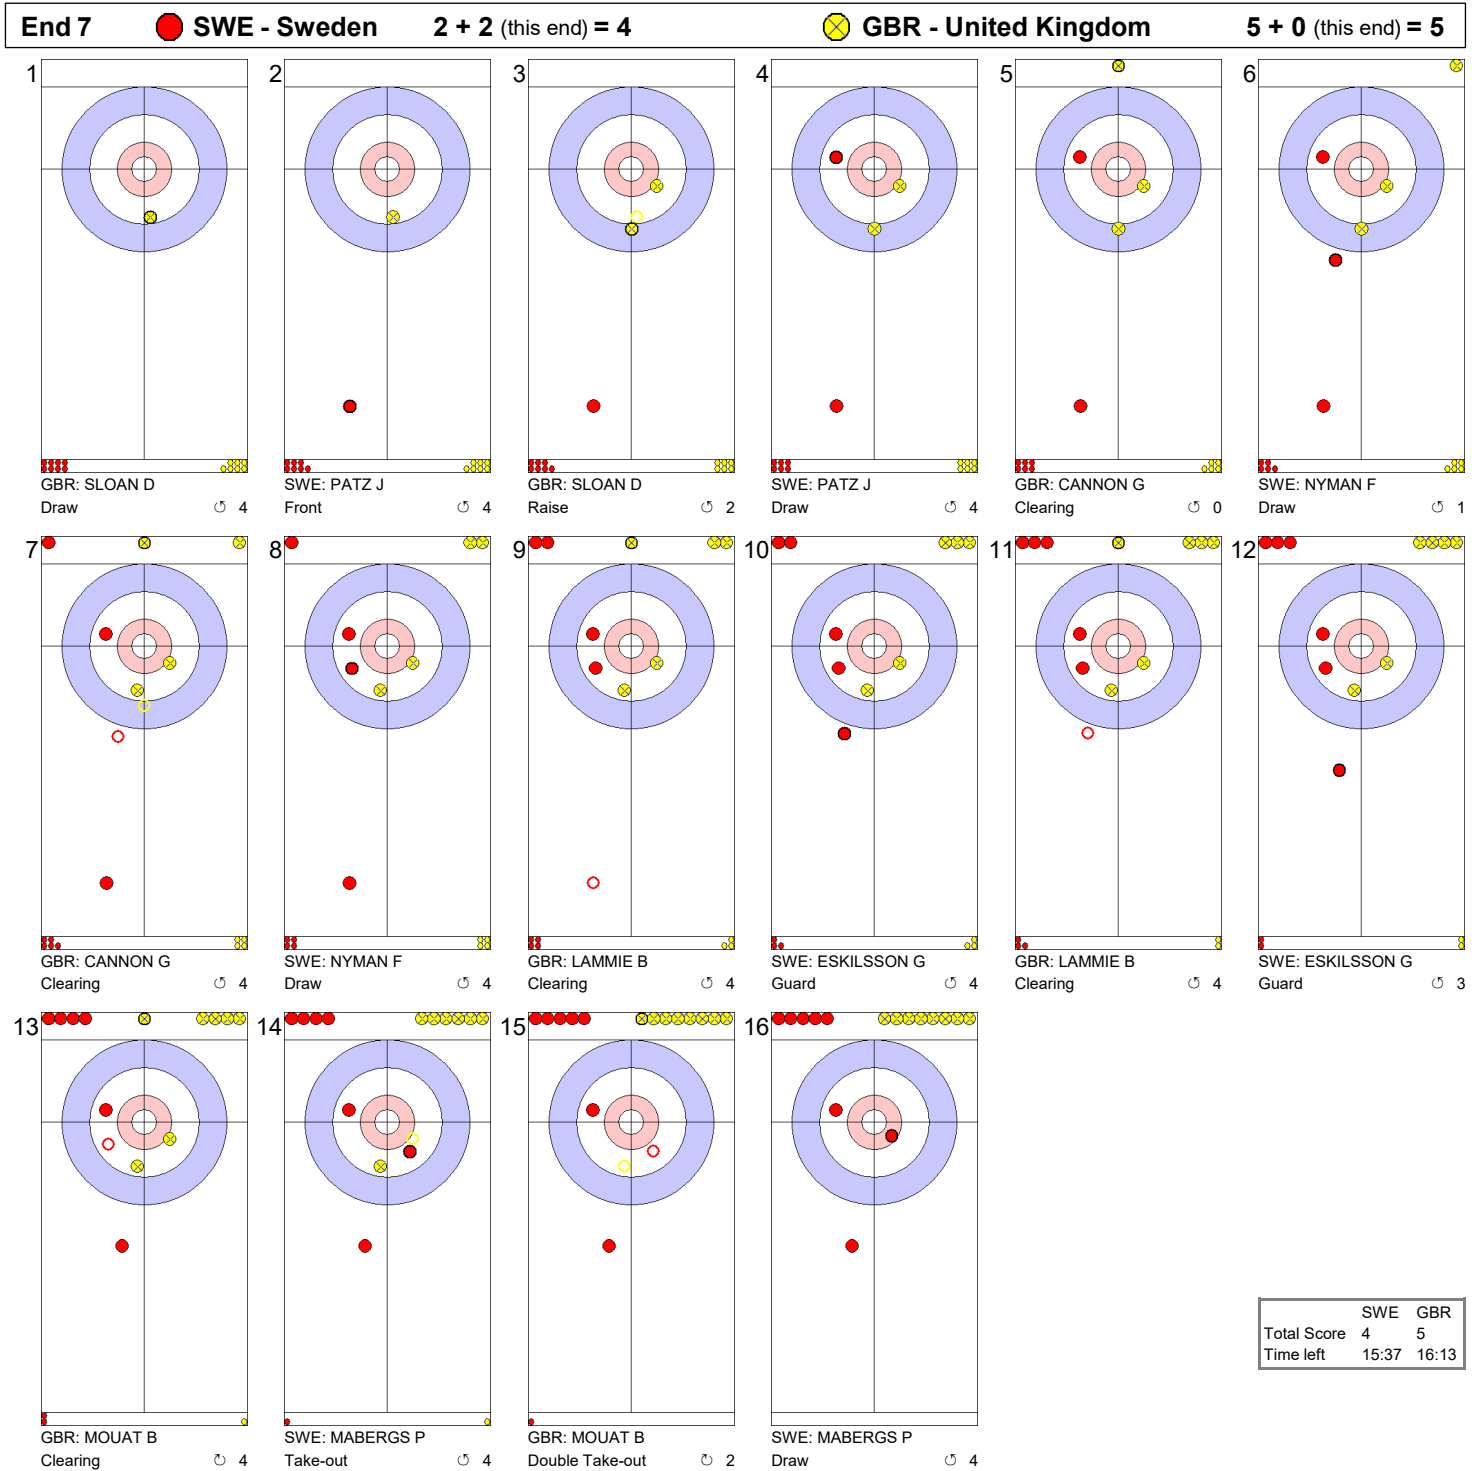 End 7 SWE - Sweden 2 + 2 (this end) = 4 GBR - United Kingdom 5 + 0 (this end) = 5
1 2 3 4 5 6
GBR: SLOAN D SWE: PATZ J GBR: SLOAN D SWE: PATZ J GBR: CANNON G SWE: NYMAN F
Draw 4 Front 4 Raise 2 Draw 4 Clearing 0 Draw 1
7 8 9 10 11 12
GBR: CANNON G SWE: NYMAN F GBR: LAMMIE B SWE: ESKILSSON G GBR: LAMMIE B SWE: ESKILSSON G
Clearing 4 Draw 4 Clearing 4 Guard 4 Clearing 4 Guard 3
13 14 15 16
GBR: MOUAT B SWE: MABERGS P GBR: MOUAT B SWE: MABERGS P
Clearing 4 Take-out 4 Double Take-out 2 Draw 4
SWE GBR
Total Score 4 5
Time left 15:37 16:13